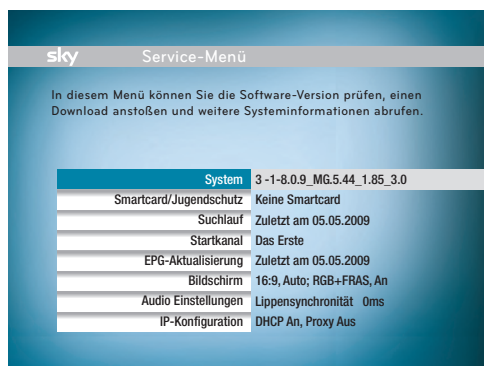 sky Service-Menü
In diesem Menü können Sie die Software-Version prüfen, einen
Download anstoßen und weitere Systeminformationen abrufen.
System 3 -1-8.0.9_MG.5.44_1.85_3.0
Smartcard/Jugendschutz Keine Smartcard
Suchlauf Zuletzt am 05.05.2009
Startkanal Das Erste
EPG-Aktualisierung Zuletzt am 05.05.2009
Bildschirm 16:9, Auto; RGB+FRAS, An
Audio Einstellungen Lippensynchronität 0ms
IP-Konfiguration DHCP An, Proxy Aus